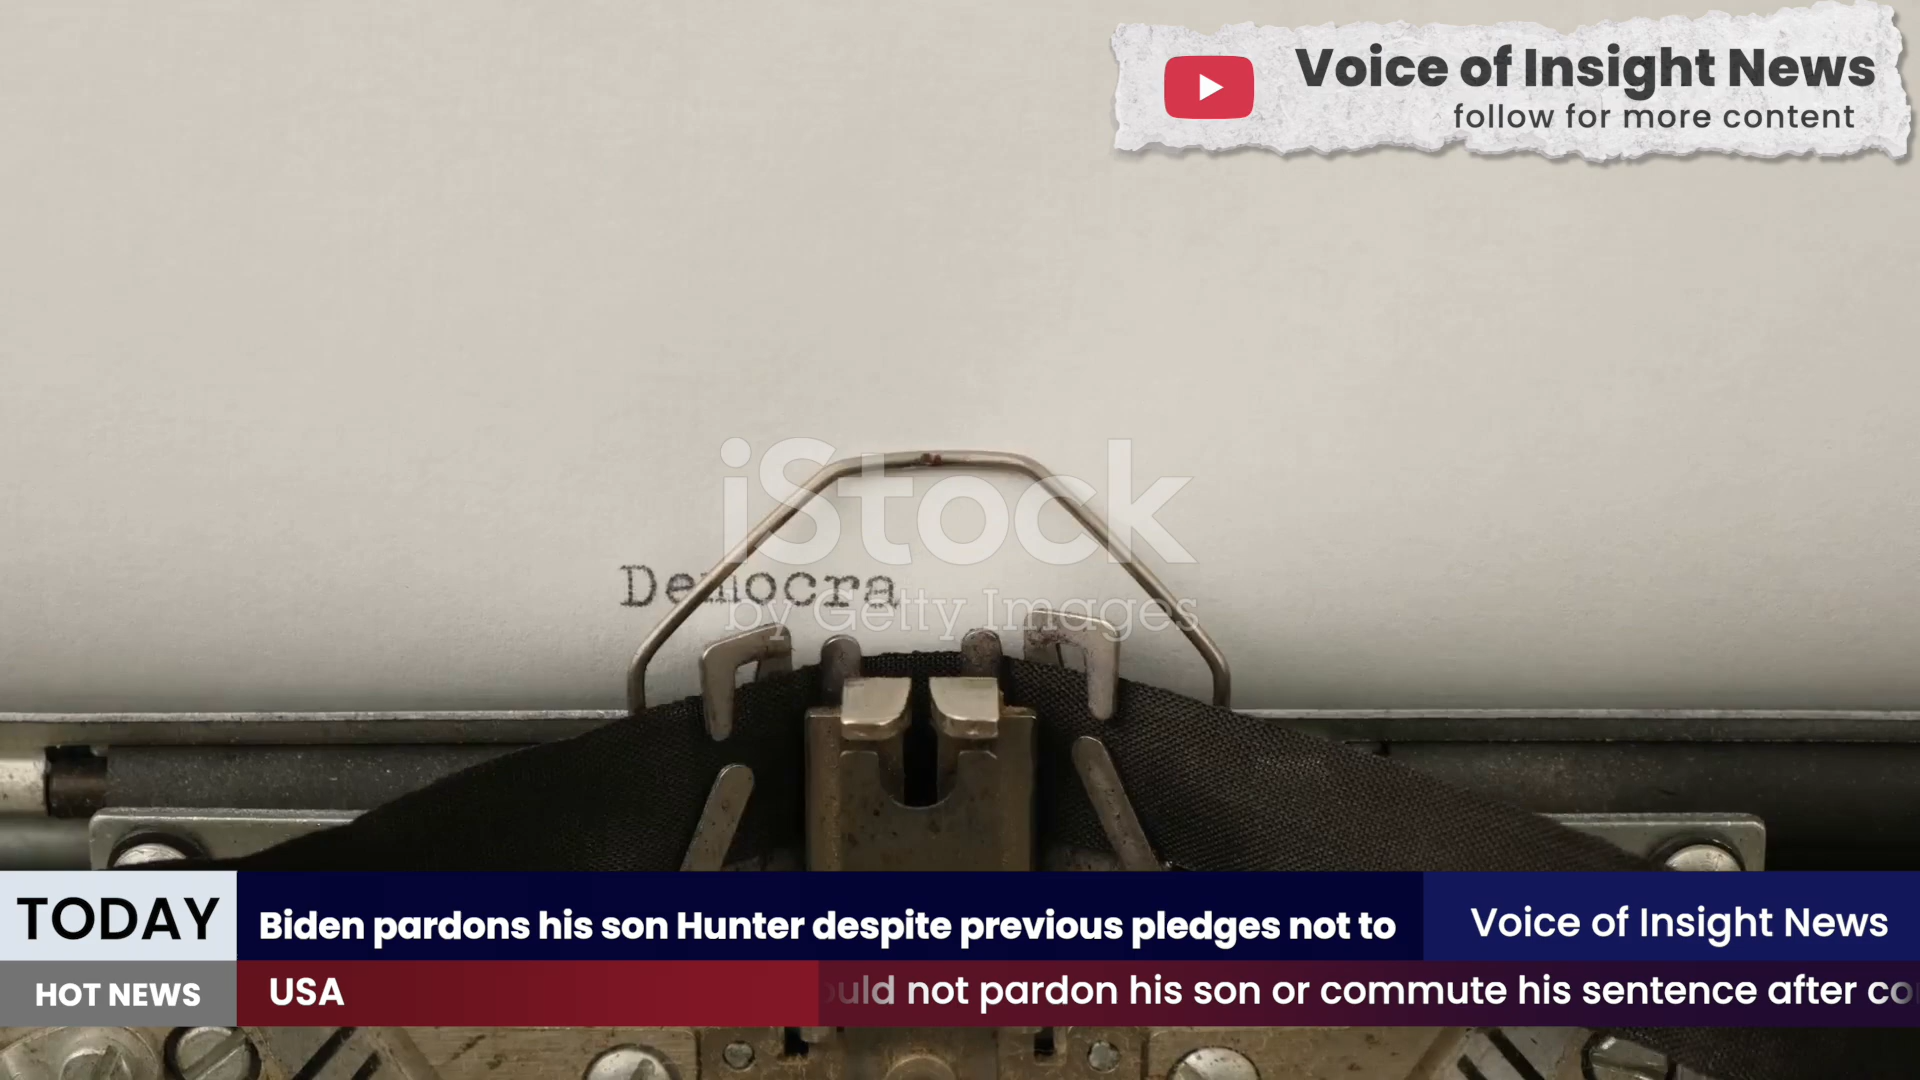 Voice of Insight News
follow for more content
iStock
Democra
by Getty Images
TODAY
Biden pardons his son Hunter despite previous pledges not to
Voice of Insight News
HOT NEWS
USA
not pardon his son or commute his sentence after